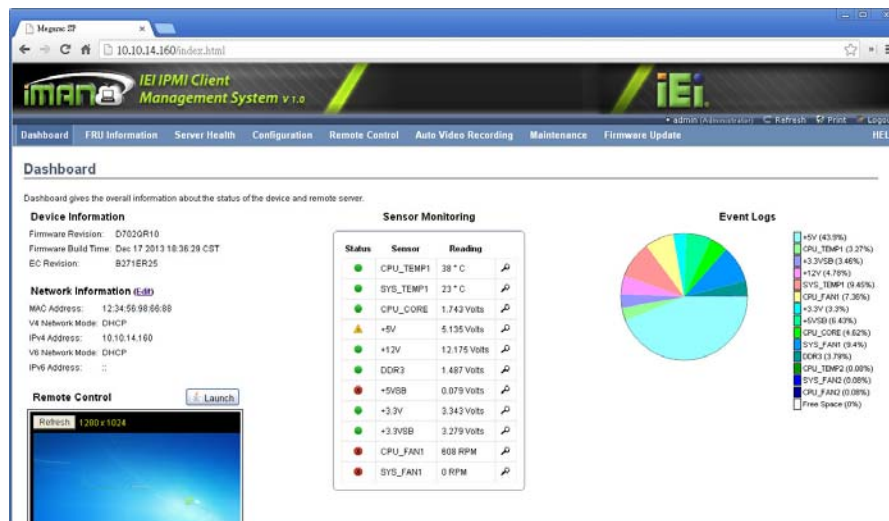 Megarac SP
10.10.14.160/index.html
iMAN
IEI IPMI Client
Management System V 1.0
iEi
admin (Administrator) Refresh Print Logou
Dashboard FRU Information Server Health Configuration Remote Control Auto Video Recording Maintenance Firmware Update HEL
Dashboard
Dashboard gives the overall information about the status of the device and remote server.
Device Information
Firmware Revision: D702QR10
Firmware Build Time: Dec 17 2013 18:36:29 CST
EC Revision: B271ER25
Network Information (Edit)
MAC Address: 12:34:56:98:66:88
V4 Network Mode: DHCP
IPv4 Address: 10.10.14.160
V6 Network Mode: DHCP
IPv6 Address: ::
Remote Control
Launch
Refresh 1280 x 1024
Sensor Monitoring
Status Sensor Reading
CPU_TEMP1 38 ° C
SYS_TEMP1 23 ° C
CPU_CORE 1.743 Volts
+5V 5.135 Volts
+12V 12.175 Volts
DDR3 1.487 Volts
+5VSB 0.079 Volts
+3.3V 3.343 Volts
+3.3VSB 3.279 Volts
CPU_FAN1 608 RPM
SYS_FAN1 0 RPM
Event Logs
+5V (43.9%)
CPU_TEMP1 (3.27%)
+3.3VSB (3.46%)
+12V (4.78%)
SYS_TEMP1 (9.45%)
CPU_FAN1 (7.36%)
+3.3V (3.3%)
+5VSB (6.43%)
CPU_CORE (4.62%)
SYS_FAN1 (9.4%)
DDR3 (3.79%)
CPU_TEMP2 (0.08%)
SYS_FAN2 (0.08%)
CPU_FAN2 (0.08%)
Free Space (0%)